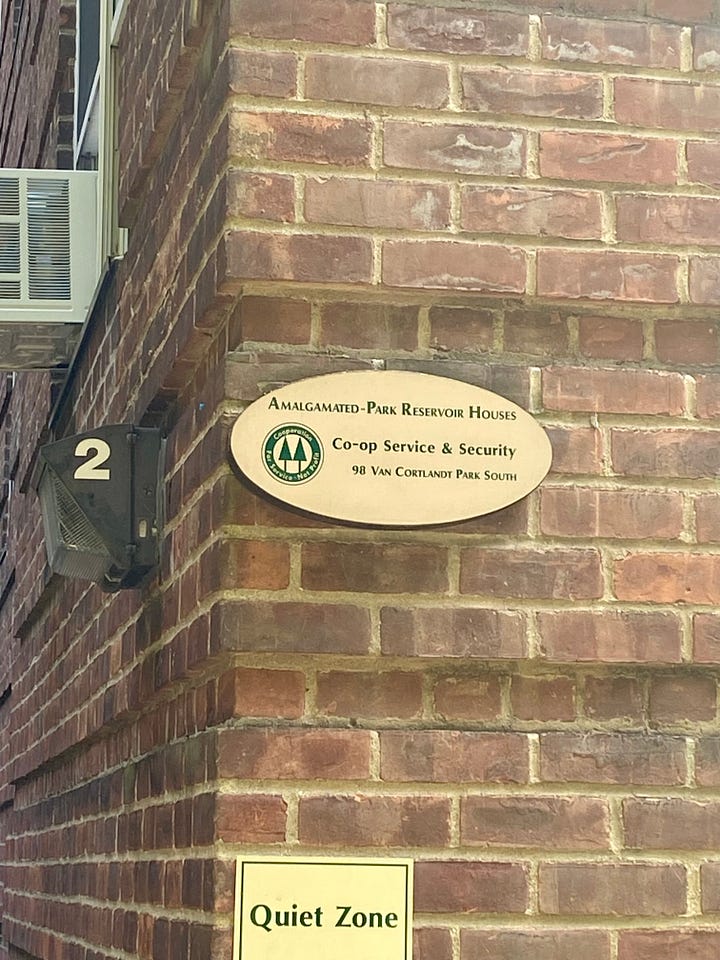 AMALGAMATED-PARK RESERVOIR HOUSES
Cooperation
For Service-Not Profit
Co-op Service & Security
98 VAN CORTLANDT PARK SOUTH
2
Quiet Zone